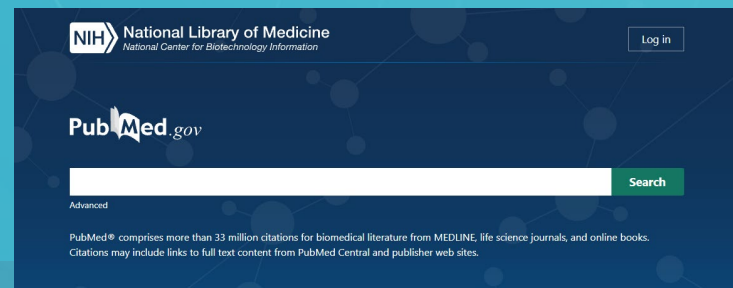 NIH National Library of Medicine
National Center for Biotechnology Information
Log in
PubMed.gov
Search
Advanced
PubMed® comprises more than 33 million citations for biomedical literature from MEDLINE, life science journals, and online books.
Citations may include links to full text content from PubMed Central and publisher web sites.